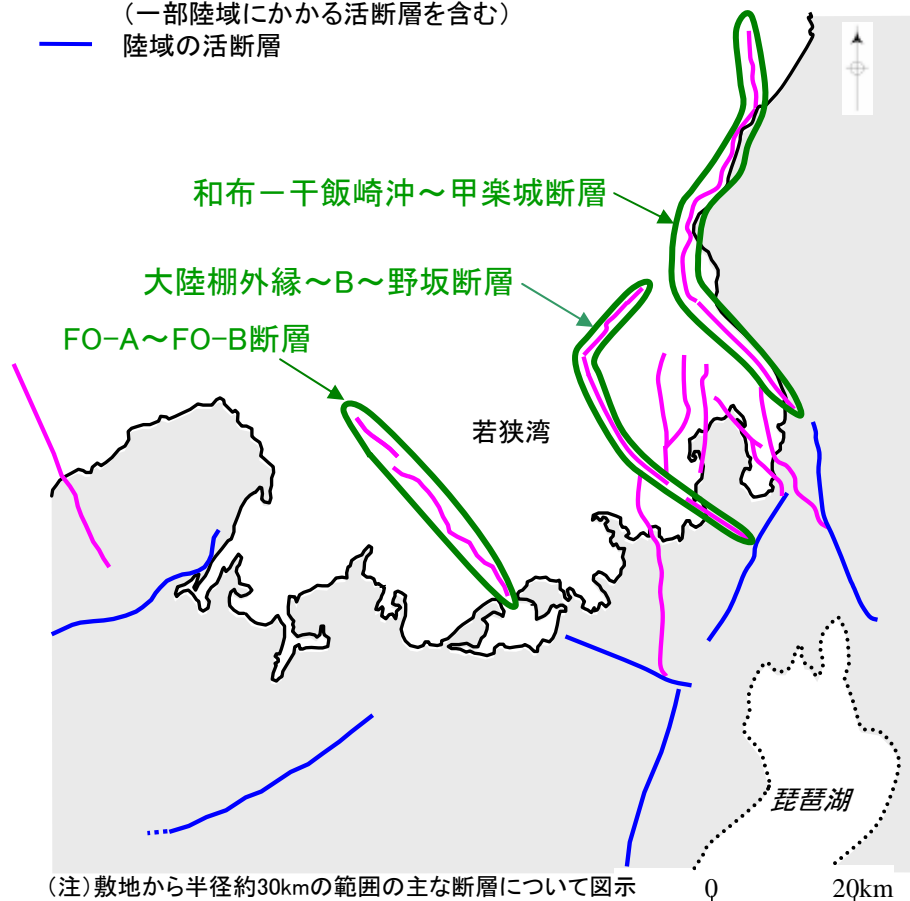 (一部陸域にかかる活断層を含む)
陸域の活断層
和布－干飯崎沖～甲楽城断層
大陸棚外縁～B～野坂断層
FO-A～FO-B断層
若狭湾
琵琶湖
(注)敷地から半径約30kmの範囲の主な断層について図示
0 20km